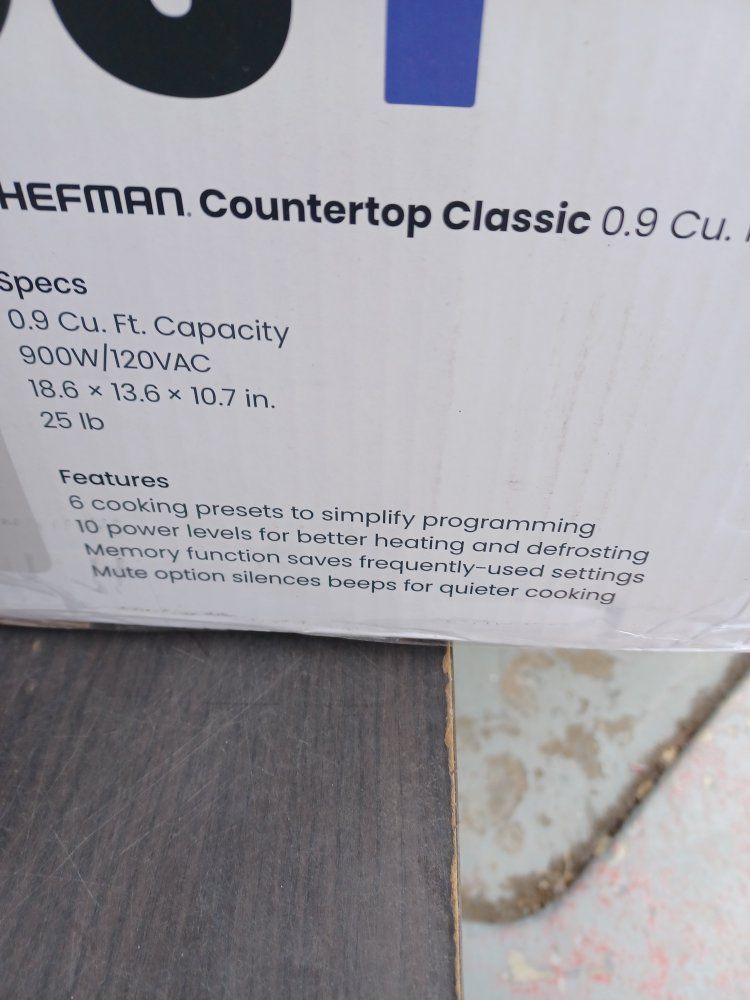 HEFMAN. Countertop Classic 0.9 Cu.
Specs
0.9 Cu. Ft. Capacity
900W/120VAC
18.6 × 13.6 × 10.7 in.
25 lb
Features
6 cooking presets to simplify programming
10 power levels for better heating and defrosting
Memory function saves frequently-used settings
Mute option silences beeps for quieter cooking